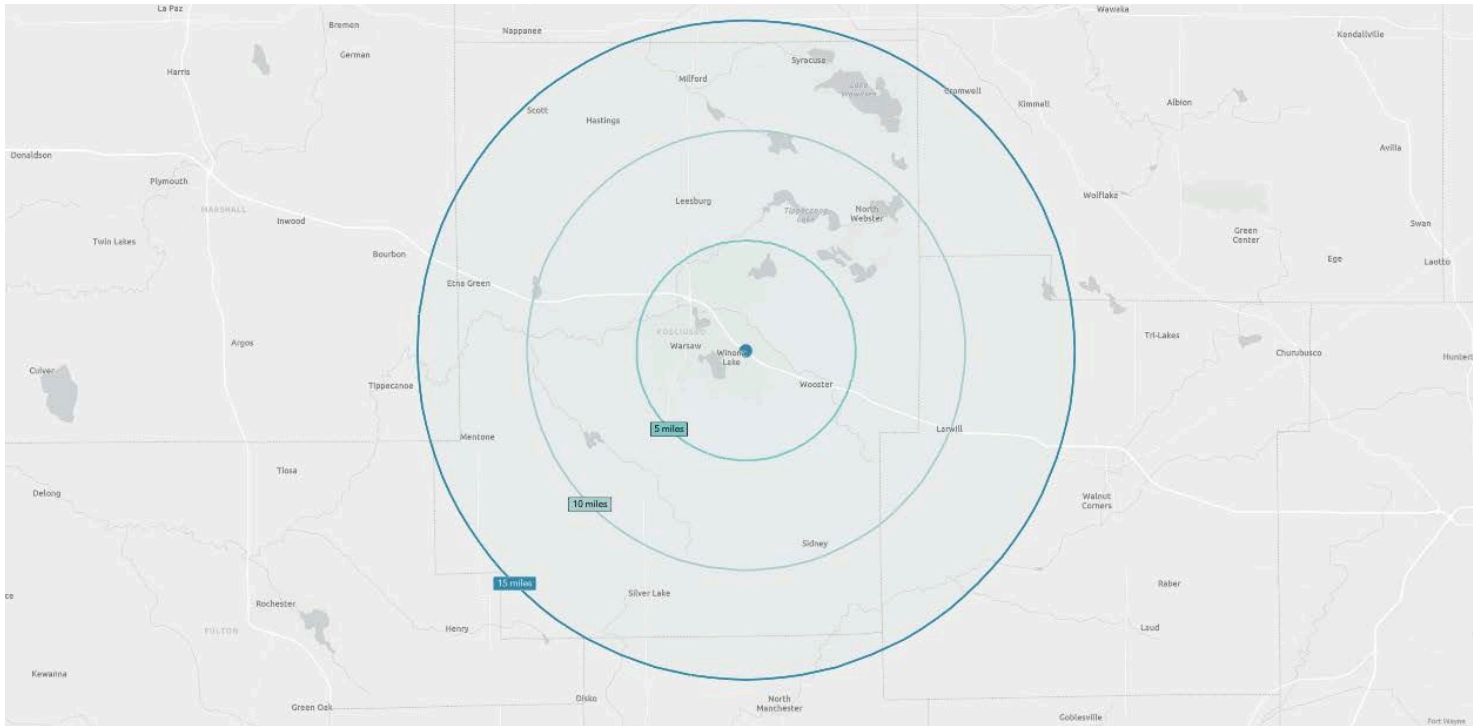 La Paz
Bremen
Nappanee
Wawaka
Kendallville
German
Harris
Syracuse
Milford
Lake
Wawasee
Cromwell
Kimmell
Albion
Scott
Hastings
Donaldson
Avilla
Plymouth
Wolflake
MARSHALL
Leesburg
Tippecanoe
Lake
North
Webster
Inwood
Swan
Twin Lakes
Green
Center
Bourbon
Ege
Laotto
Etna Green
KOSCIUSKO
Tri-Lakes
Argos
Warsaw
Winona
Lake
Churubusco
Culver
Tippecanoe
Wooster
5 miles
Larwill
Mentone
Tiosa
Delong
Walnut
Corners
10 miles
Sidney
15 miles
Raber
Silver Lake
Rochester
FULTON
Henry
Laud
Kewanna
Disko
North
Manchester
Green Oak
Goblesville
Fort Wayne